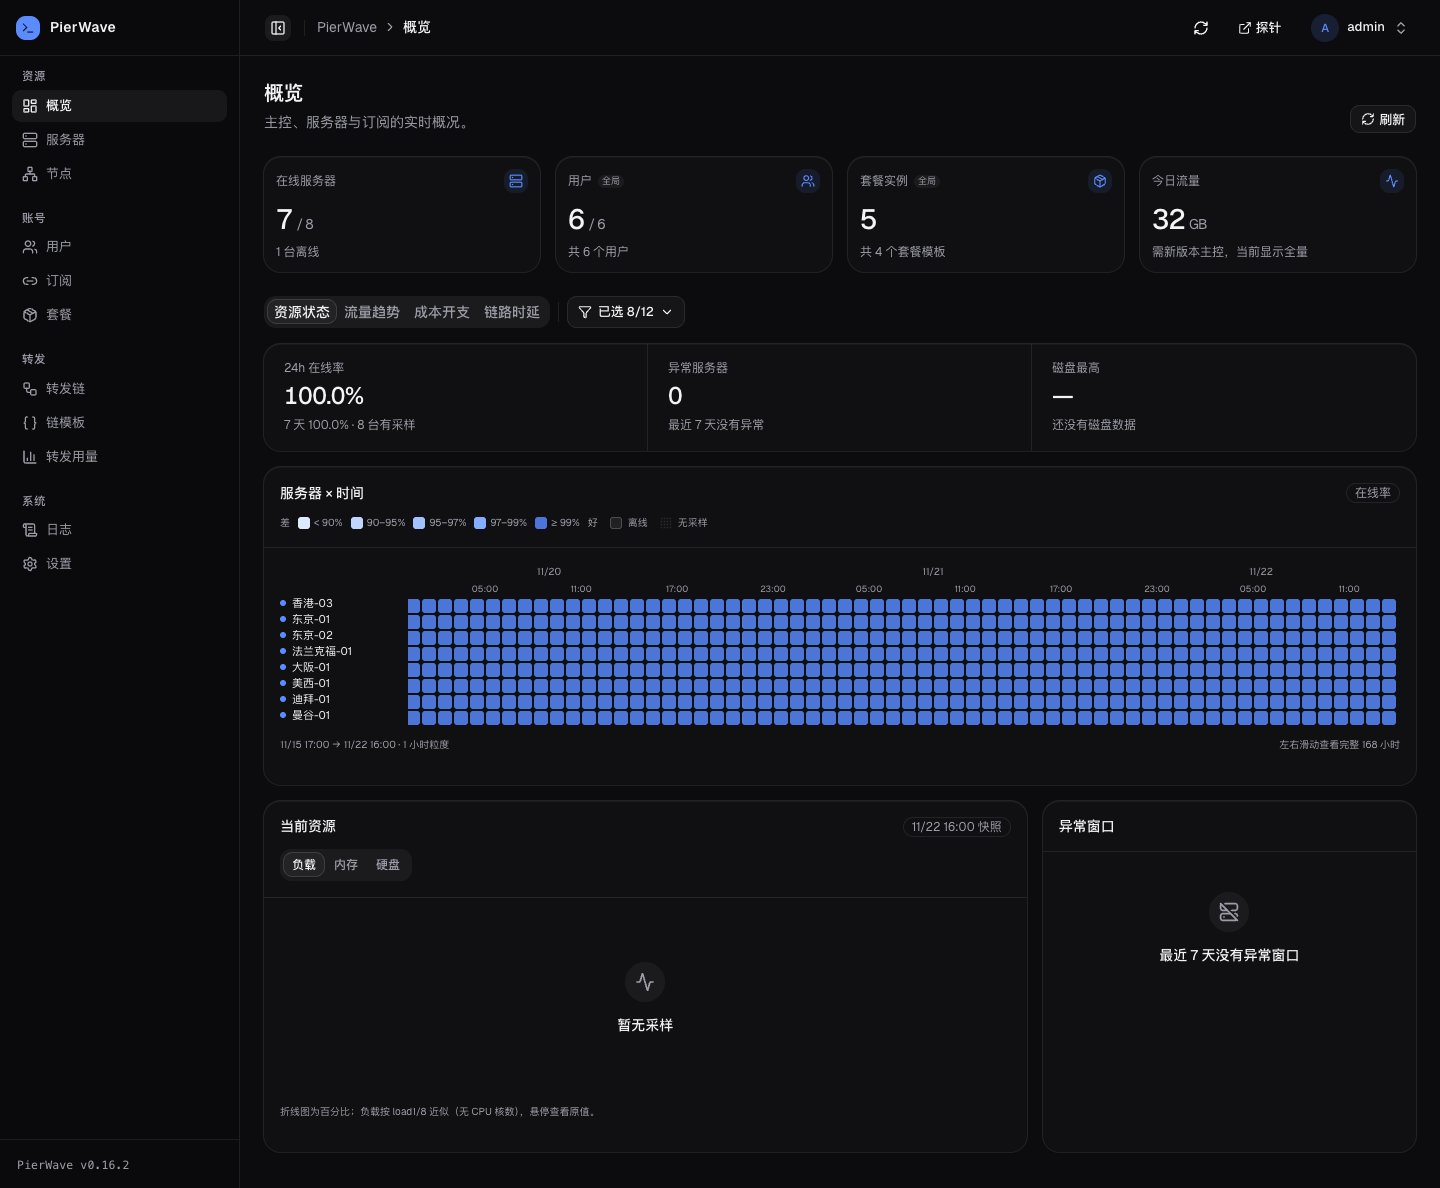 PierWave
PierWave > 概览
探针
A admin
资源
概览
服务器
节点
账号
用户
订阅
套餐
转发
转发链
链模板
转发用量
系统
日志
设置
PierWave v0.16.2
概览
主控、服务器与订阅的实时概况。
刷新
在线服务器
7 / 8
1 台离线
用户 全局
6 / 6
共 6 个用户
套餐实例 全局
5
共 4 个套餐模板
今日流量
32 GB
需新版本主控，当前显示全量
资源状态 流量趋势 成本开支 链路时延
已选 8/12
24h 在线率
100.0%
7 天 100.0% · 8 台有采样
异常服务器
0
最近 7 天没有异常
磁盘最高
—
还没有磁盘数据
服务器 × 时间
在线率
差 < 90% 90–95% 95–97% 97–99% ≥ 99% 好 离线 无采样
11/20 11/21 11/22
05:00 11:00 17:00 23:00 05:00 11:00 17:00 23:00 05:00 11:00
香港-03
东京-01
东京-02
法兰克福-01
大阪-01
美西-01
迪拜-01
曼谷-01
11/15 17:00 → 11/22 16:00 · 1 小时粒度
左右滑动查看完整 168 小时
当前资源
11/22 16:00 快照
负载 内存 硬盘
暂无采样
折线图为百分比；负载按 load1/8 近似（无 CPU 核数），悬停查看原值。
异常窗口
最近 7 天没有异常窗口